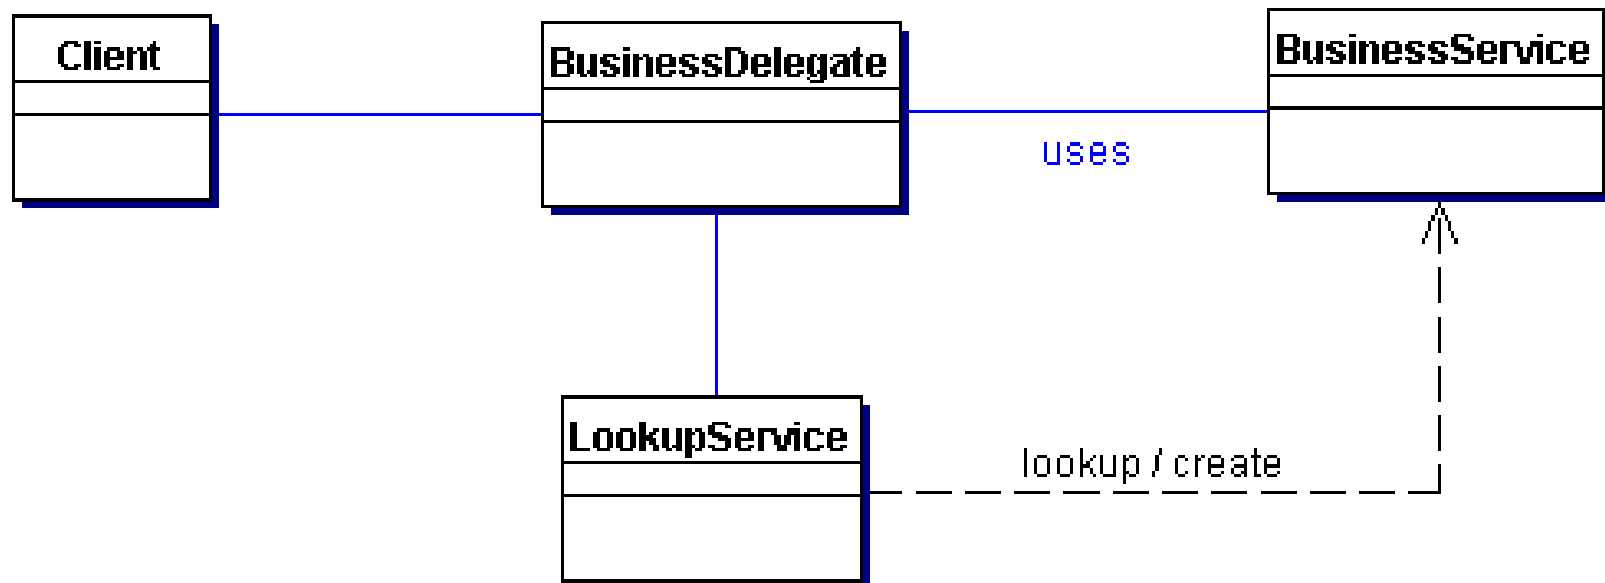 Client
BusinessDelegate
BusinessService
uses
LookupService
lookup / create